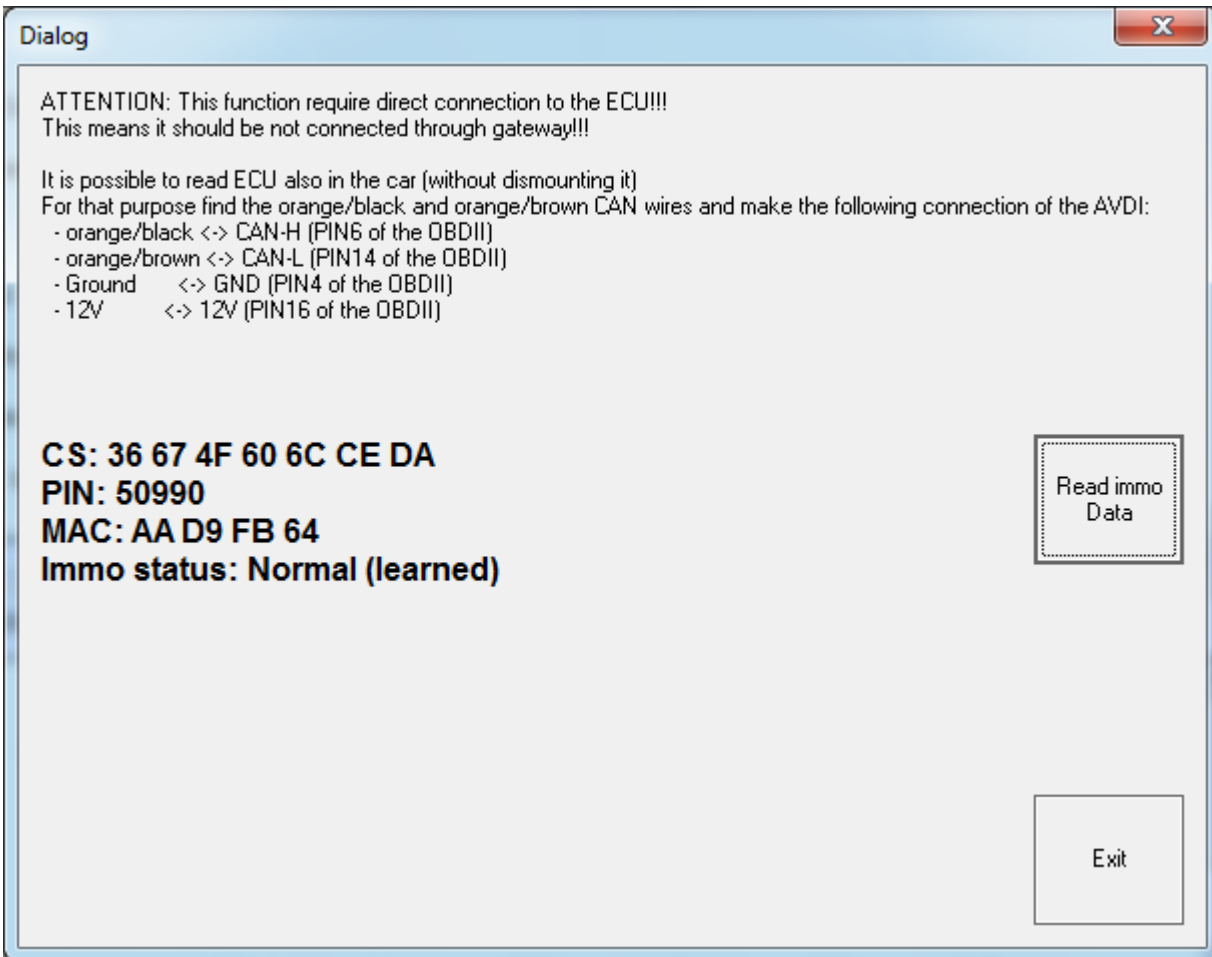 Dialog
ATTENTION: This function require direct connection to the ECU!!!
This means it should be not connected through gateway!!!
It is possible to read ECU also in the car (without dismounting it)
For that purpose find the orange/black and orange/brown CAN wires and make the following connection of the AVDI:
- orange/black <-> CAN-H (PIN6 of the OBDII)
- orange/brown <-> CAN-L (PIN14 of the OBDII)
- Ground <-> GND (PIN4 of the OBDII)
- 12V <-> 12V (PIN16 of the OBDII)
CS: 36 67 4F 60 6C CE DA
PIN: 50990
MAC: AA D9 FB 64
Immo status: Normal (learned)
Read immo
Data
Exit